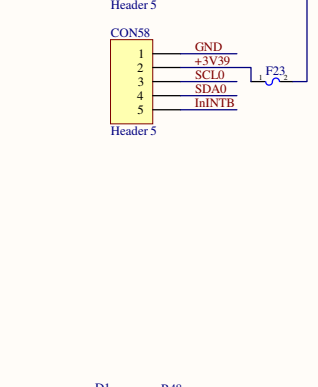 Header 5
CON58
1 GND
2 +3V39
3 SCL0
4 SDA0
5 InINTB
1 F23 2
Header 5